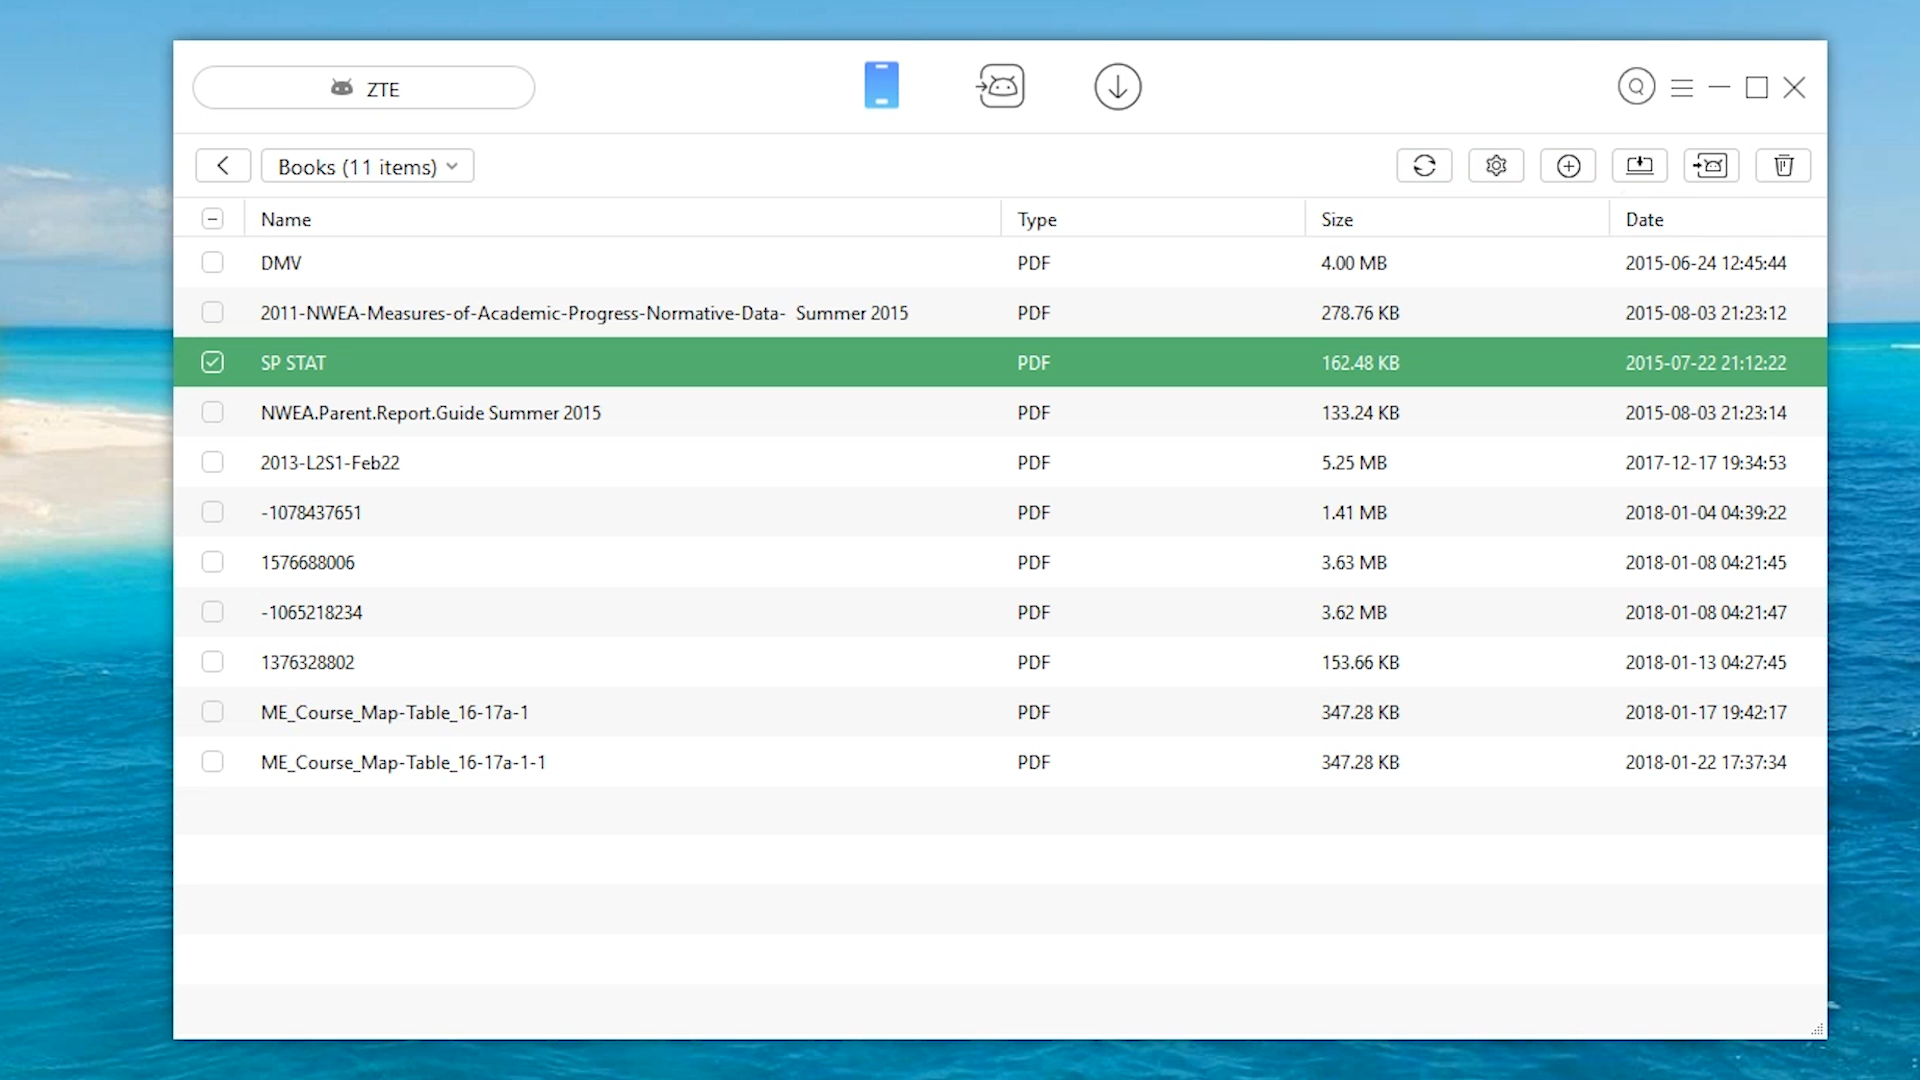 ZTE
Books (11 items)
Name Type Size Date
DMV PDF 4.00 MB 2015-06-24 12:45:44
2011-NWEA-Measures-of-Academic-Progress-Normative-Data- Summer 2015 PDF 278.76 KB 2015-08-03 21:23:12
SP STAT PDF 162.48 KB 2015-07-22 21:12:22
NWEA.Parent.Report.Guide Summer 2015 PDF 133.24 KB 2015-08-03 21:23:14
2013-L2S1-Feb22 PDF 5.25 MB 2017-12-17 19:34:53
-1078437651 PDF 1.41 MB 2018-01-04 04:39:22
1576688006 PDF 3.63 MB 2018-01-08 04:21:45
-1065218234 PDF 3.62 MB 2018-01-08 04:21:47
1376328802 PDF 153.66 KB 2018-01-13 04:27:45
ME_Course_Map-Table_16-17a-1 PDF 347.28 KB 2018-01-17 19:42:17
ME_Course_Map-Table_16-17a-1-1 PDF 347.28 KB 2018-01-22 17:37:34